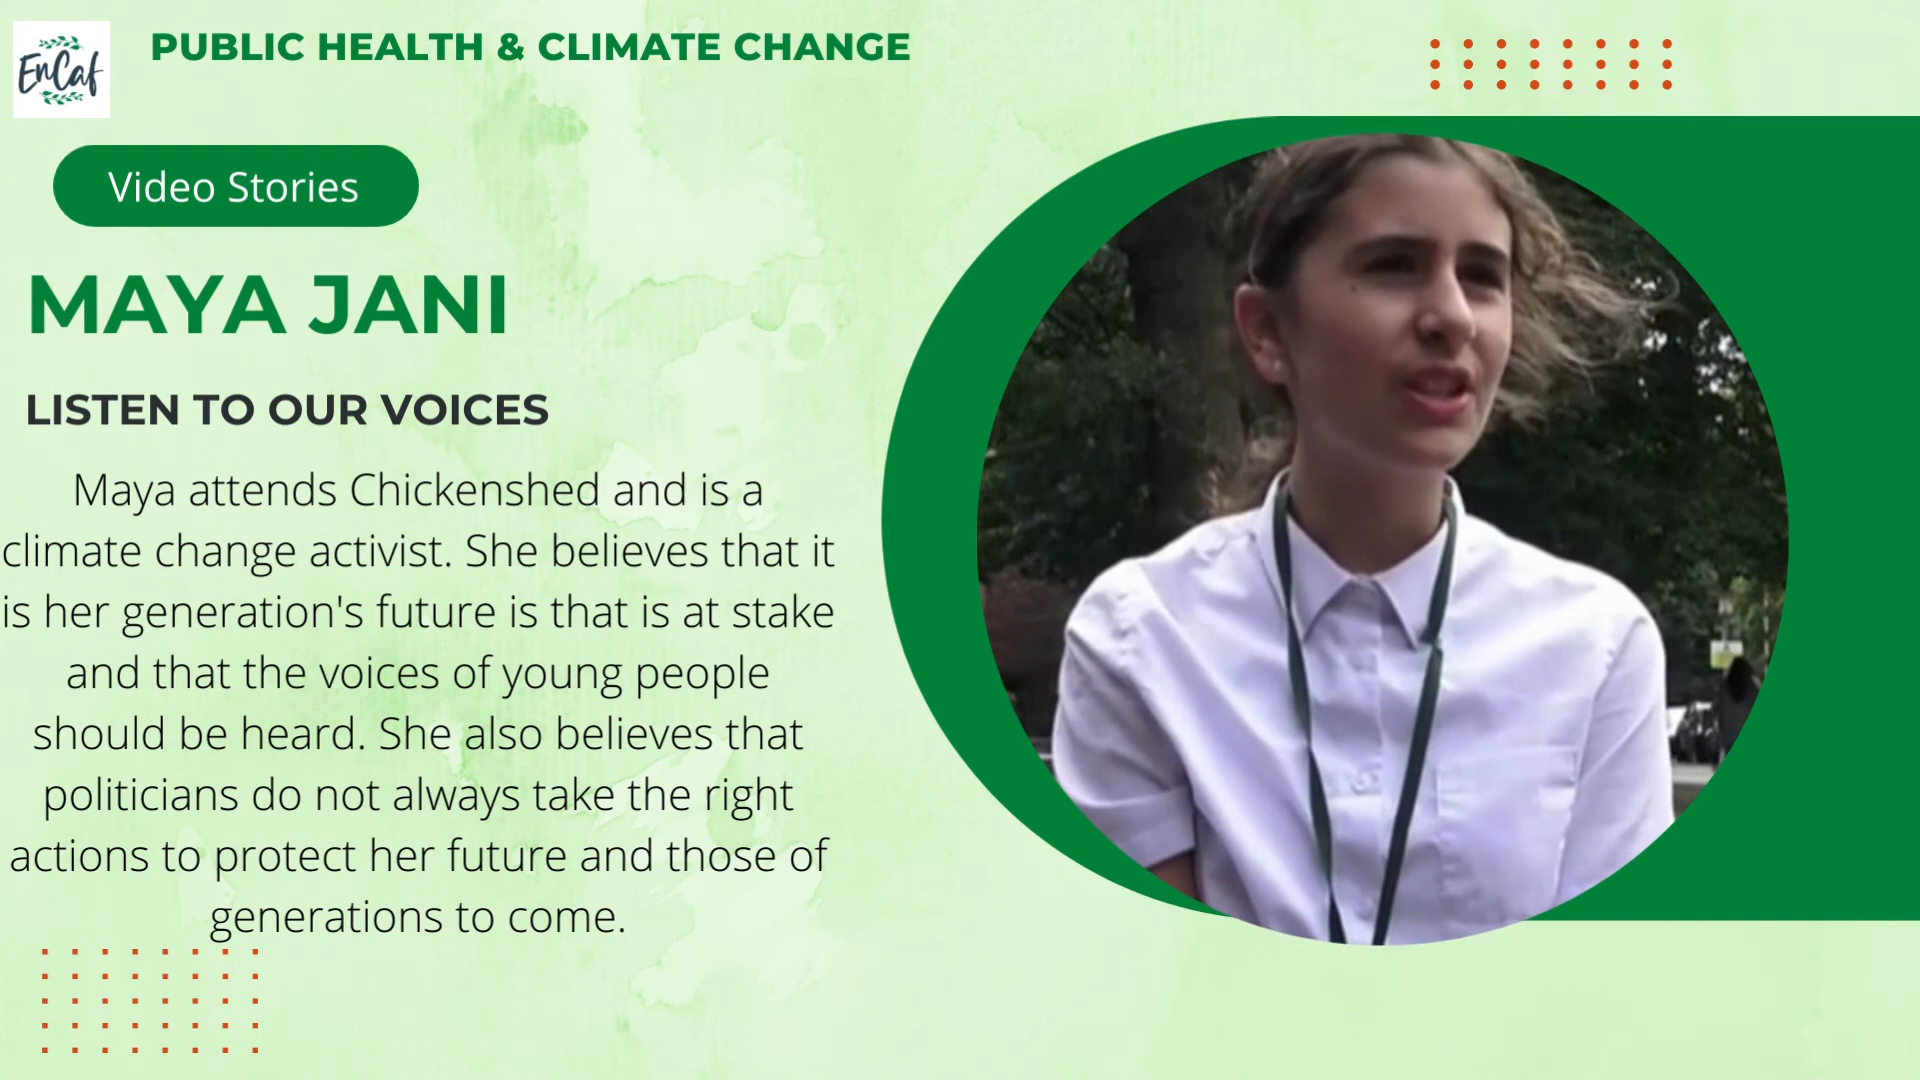 EnCaf
PUBLIC HEALTH & CLIMATE CHANGE
Video Stories
MAYA JANI
LISTEN TO OUR VOICES
Maya attends Chickenshed and is a
climate change activist. She believes that it
is her generation's future is that is at stake
and that the voices of young people
should be heard. She also believes that
politicians do not always take the right
actions to protect her future and those of
generations to come.